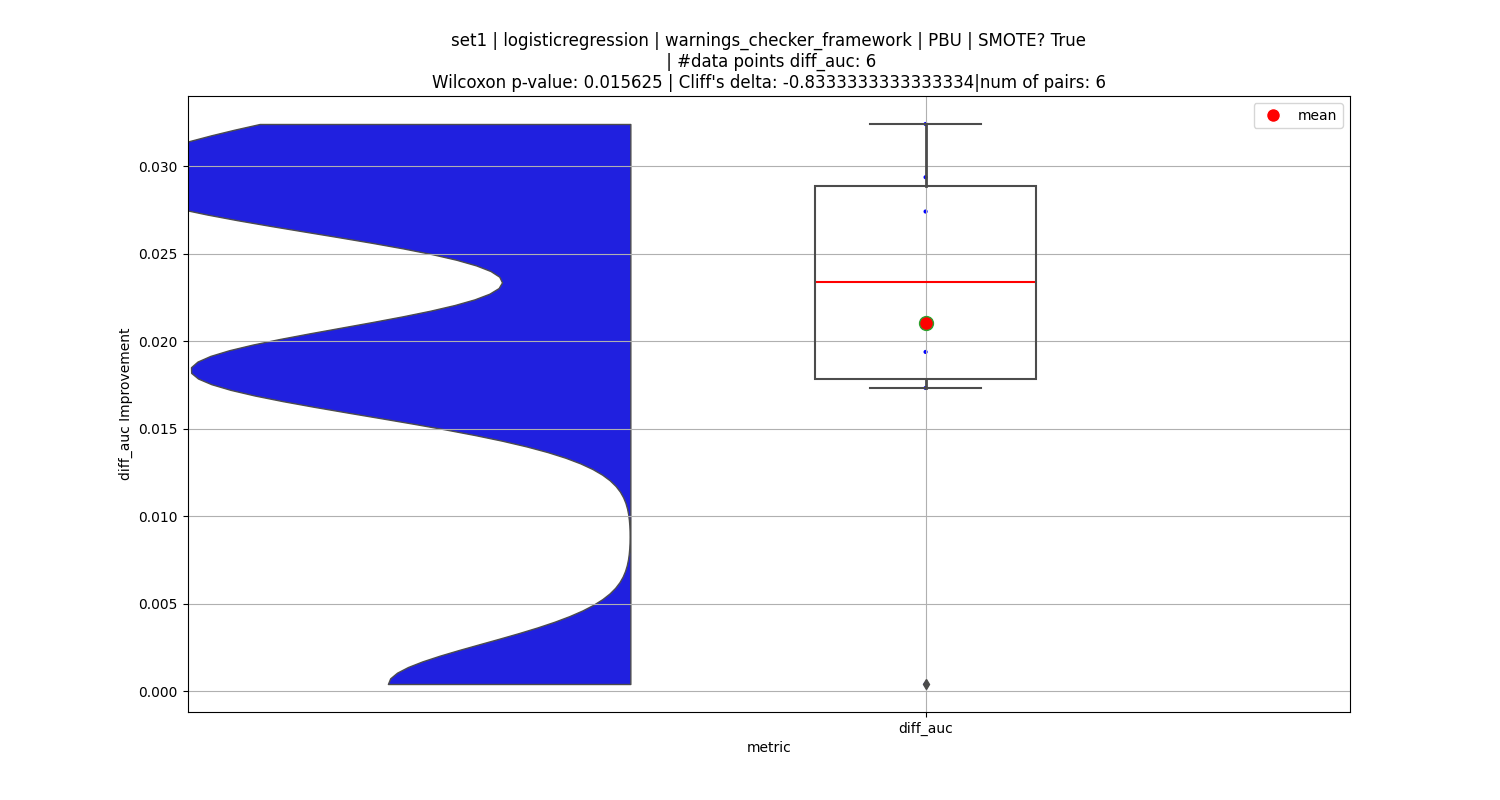 set1 | logisticregression | warnings_checker_framework | PBU | SMOTE? True
| #data points diff_auc: 6
Wilcoxon p-value: 0.015625 | Cliff's delta: -0.8333333333333334|num of pairs: 6
mean
0.030
0.025
0.020
0.015
0.010
0.005
0.000
diff_auc Improvement
diff_auc
metric